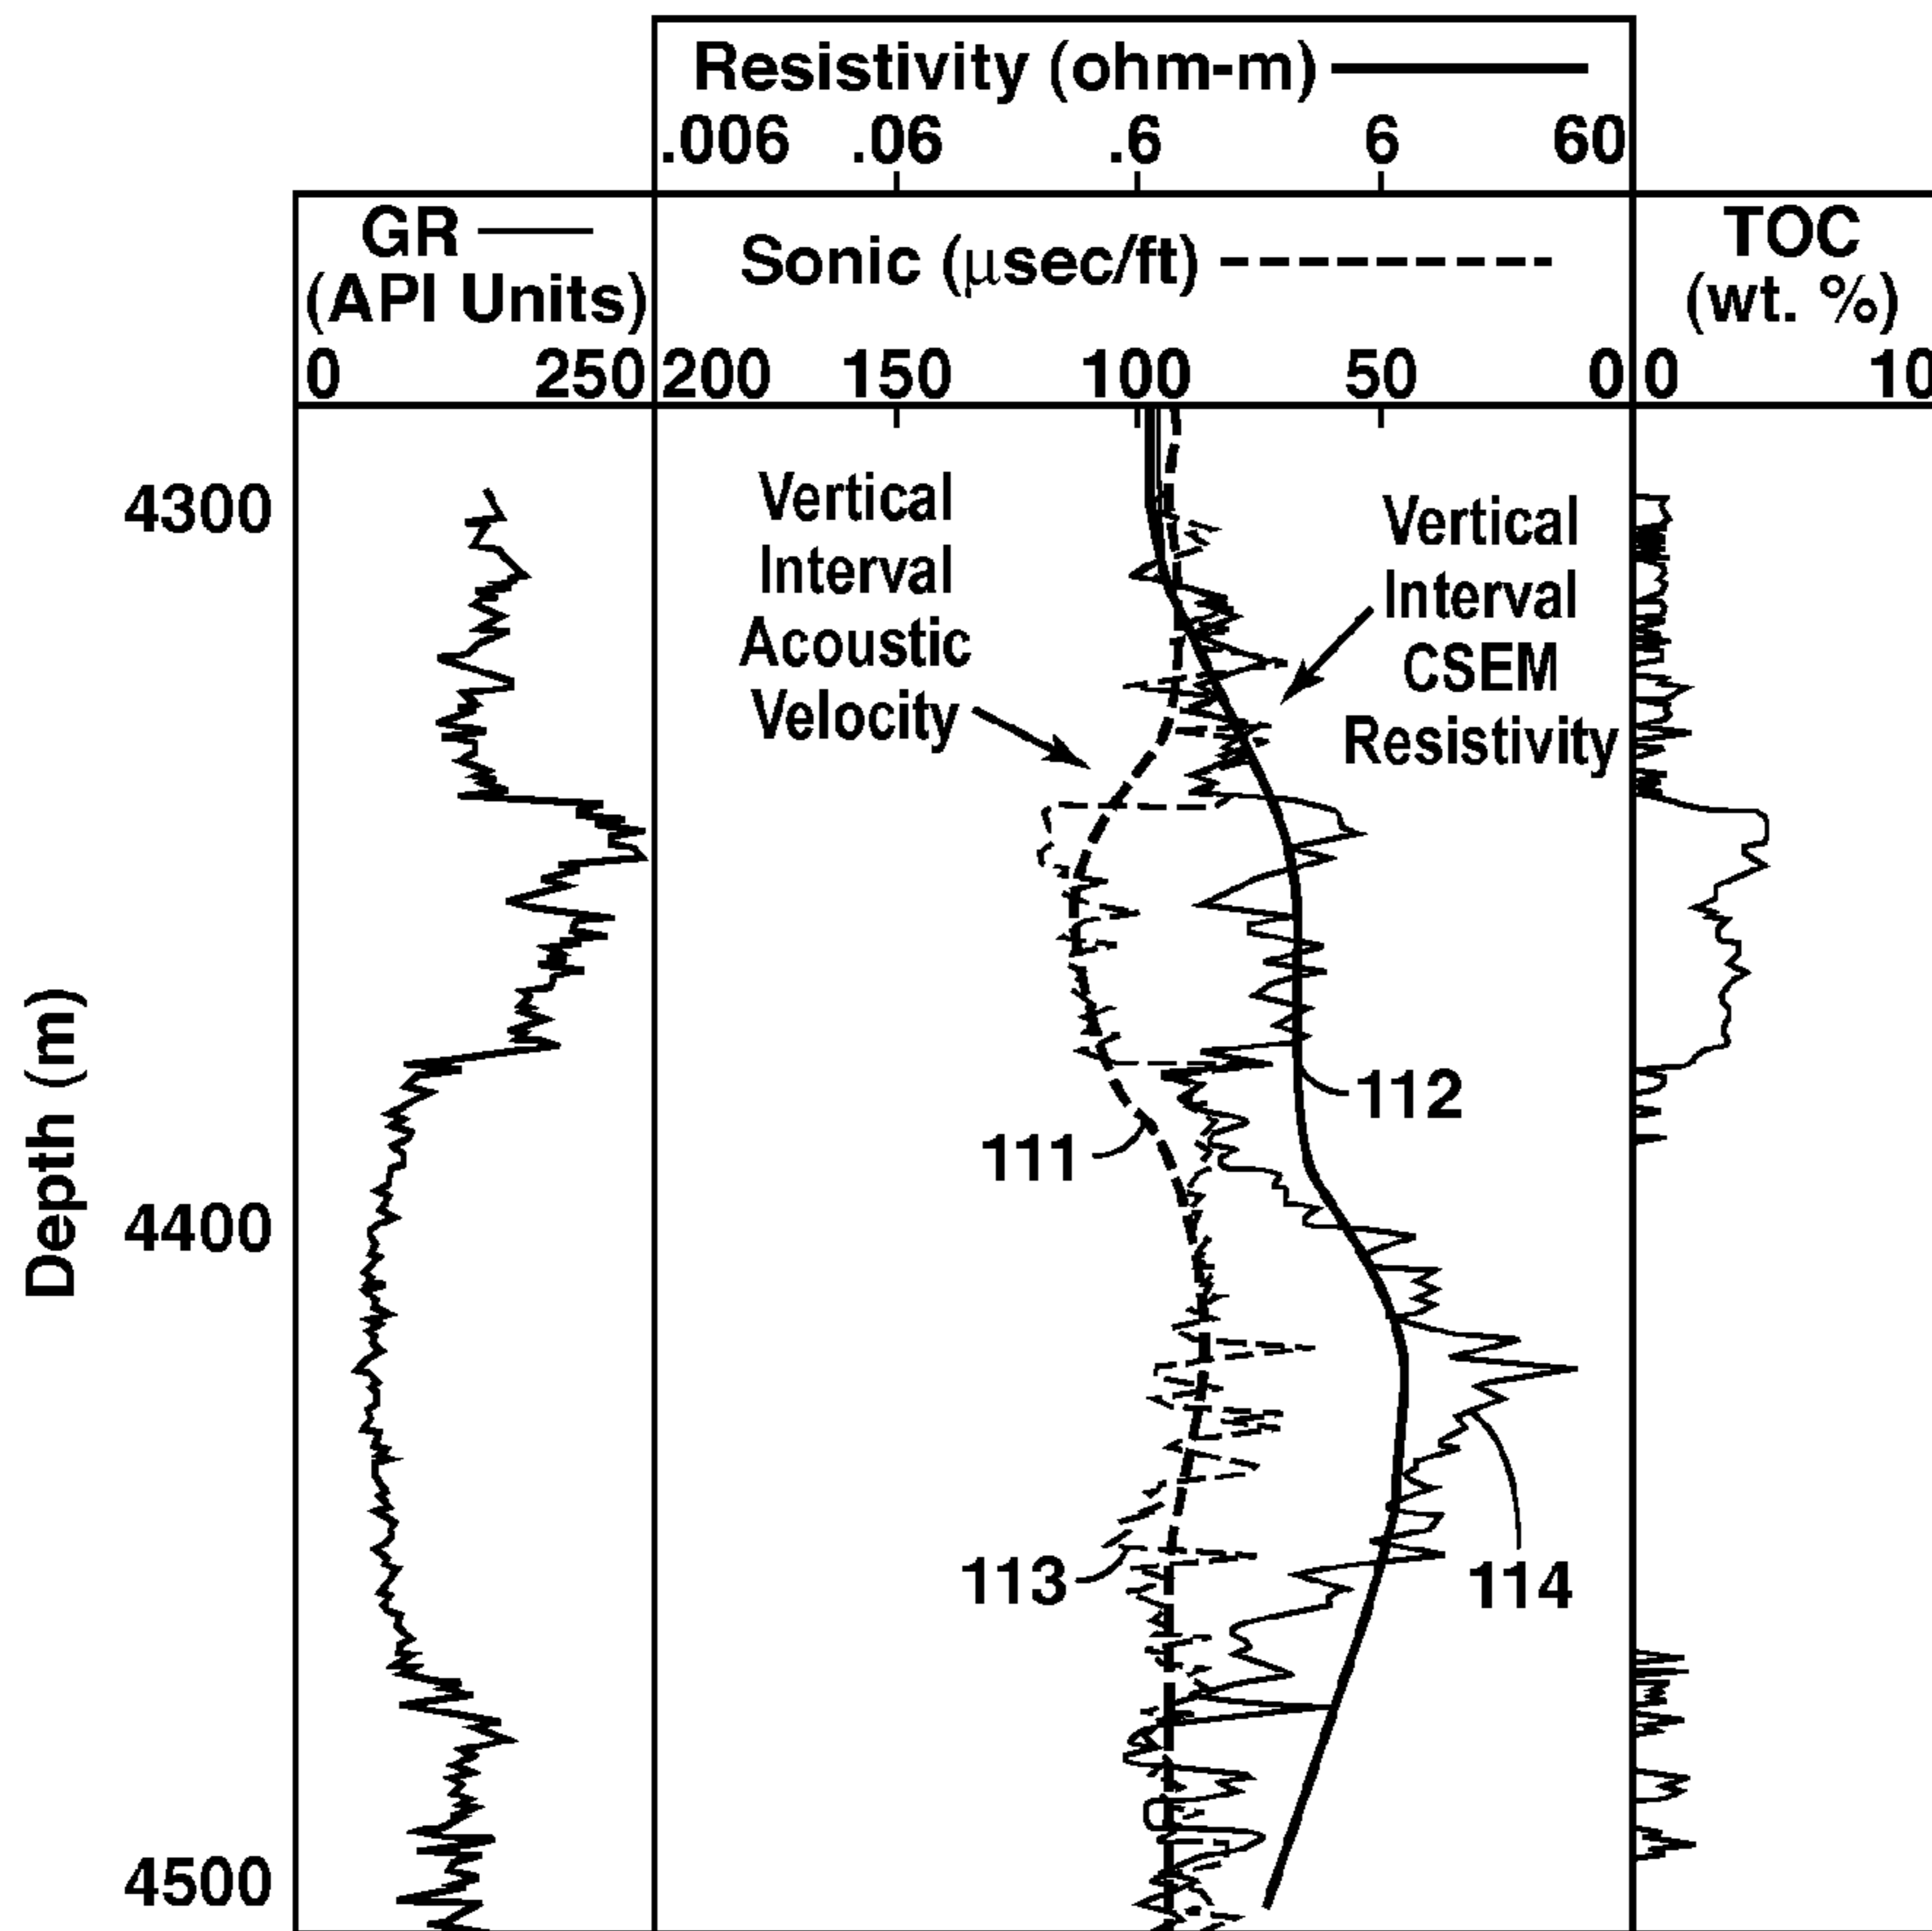 Resistivity (ohm-m)
.006 .06 .6 6 60
GR
(API Units)
0 250
Sonic (μsec/ft)
200 150 100 50 0
TOC
(wt. %)
0 10
Depth (m)
4300
4400
4500
Vertical
Interval
Acoustic
Velocity
Vertical
Interval
CSEM
Resistivity
112
111
113
114